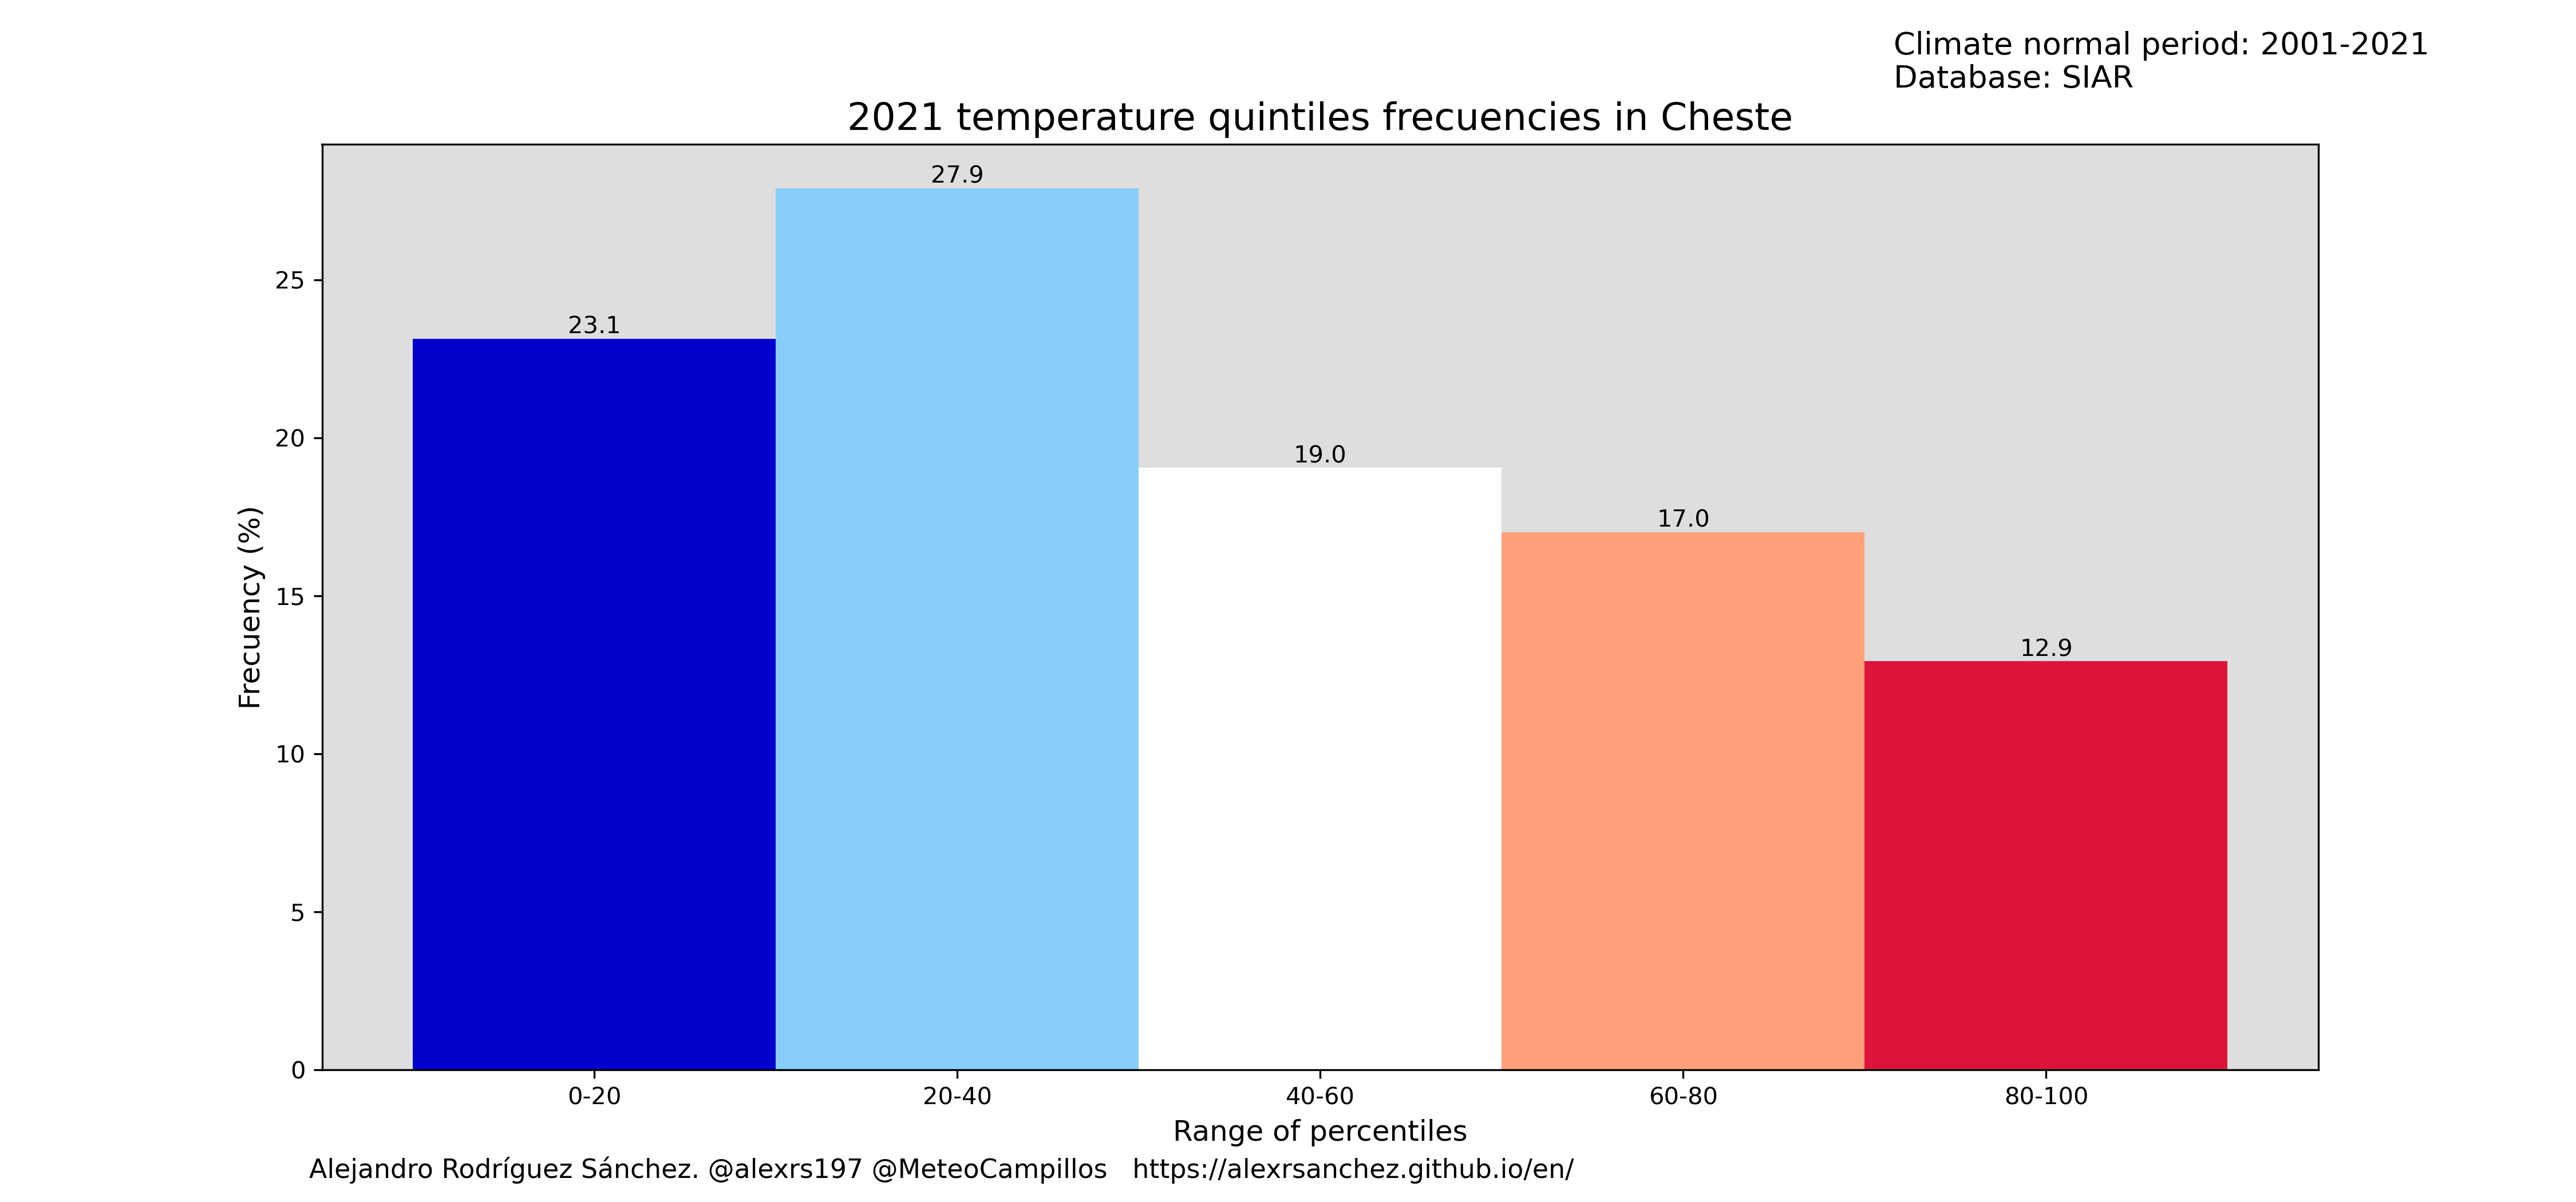 Climate normal period: 2001-2021
Database: SIAR
2021 temperature quintiles frecuencies in Cheste
27.9
25
23.1
20
19.0
17.0
15
12.9
10
5
0
Frecuency (%)
0-20 20-40 40-60 60-80 80-100
Range of percentiles
Alejandro Rodríguez Sánchez. @alexrs197 @MeteoCampillos https://alexrsanchez.github.io/en/